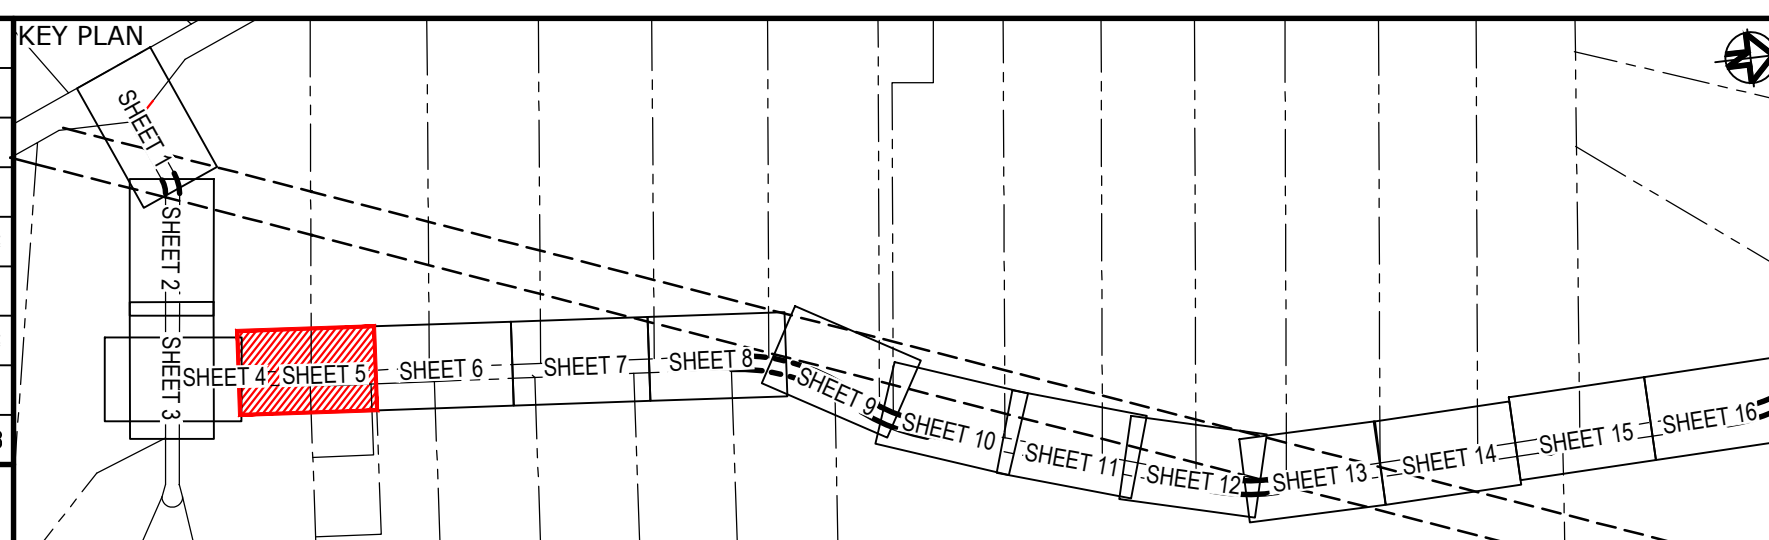 KEY PLAN
SHEET 1
SHEET 2
SHEET 3
SHEET 4
SHEET 5
SHEET 6
SHEET 7
SHEET 8
SHEET 9
SHEET 10
SHEET 11
SHEET 12
SHEET 13
SHEET 14
SHEET 15
SHEET 16
N